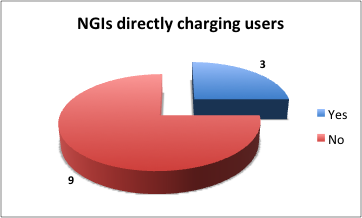 NGIs directly charging users
3
Yes
No
9